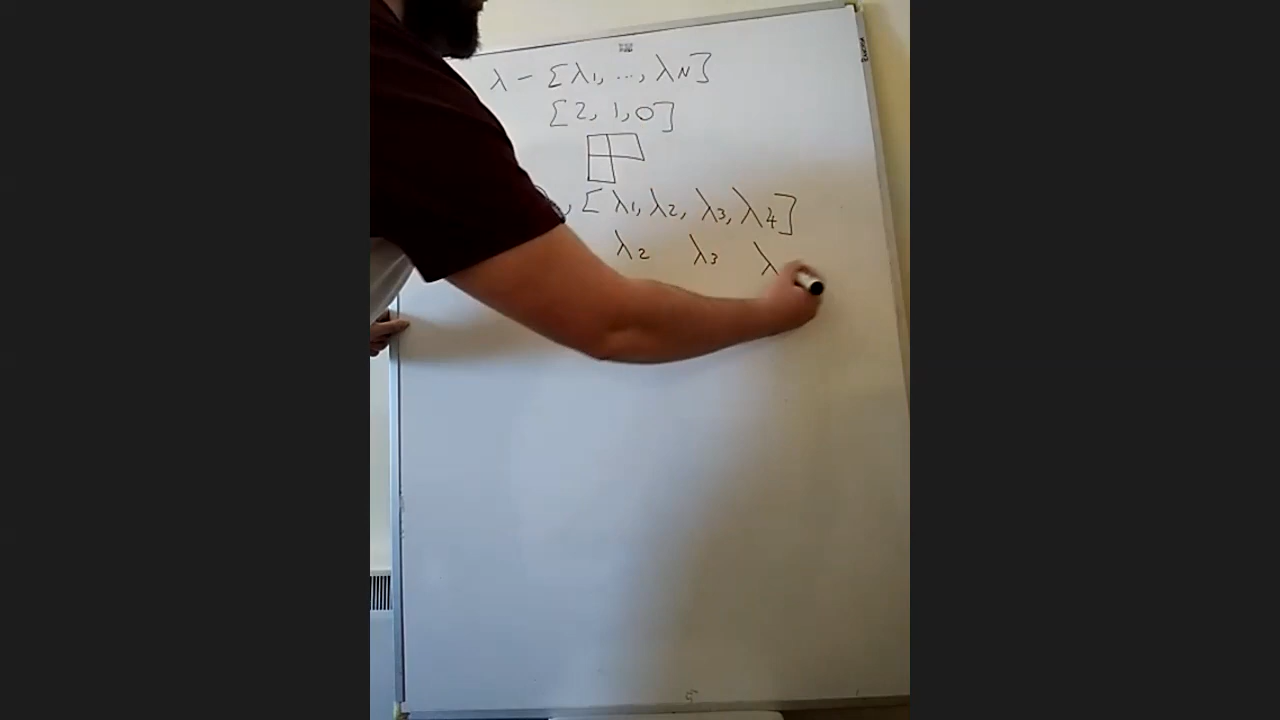 λ - [λ1, ..., λN]
[2, 1, 0]
, [λ1, λ2, λ3, λ4]
λ2 λ3 λ